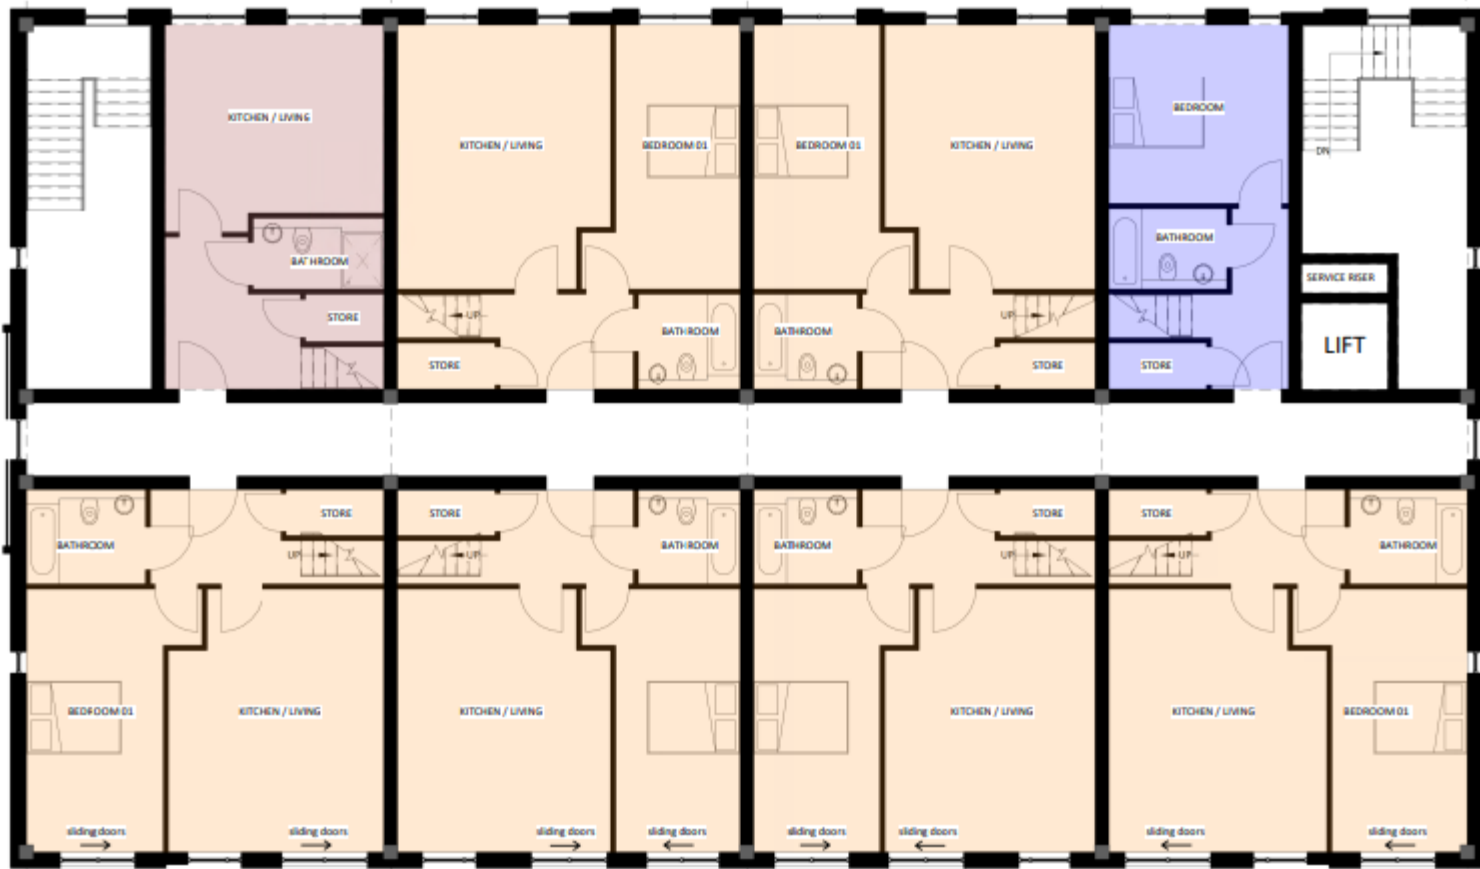 KITCHEN / LIVING
BATHROOM
STORE
KITCHEN / LIVING
BEDROOM 01
UP
BATHROOM
STORE
BEDROOM 01
KITCHEN / LIVING
BATHROOM
UP
STORE
BEDROOM
BATHROOM
STORE
DN
SERVICE RISER
LIFT
BATHROOM
STORE
UP
BEDROOM 01
KITCHEN / LIVING
sliding doors
sliding doors
STORE
UP
BATHROOM
KITCHEN / LIVING
sliding doors
sliding doors
BATHROOM
STORE
UP
KITCHEN / LIVING
sliding doors
sliding doors
STORE
UP
BATHROOM
KITCHEN / LIVING
BEDROOM 01
sliding doors
sliding doors